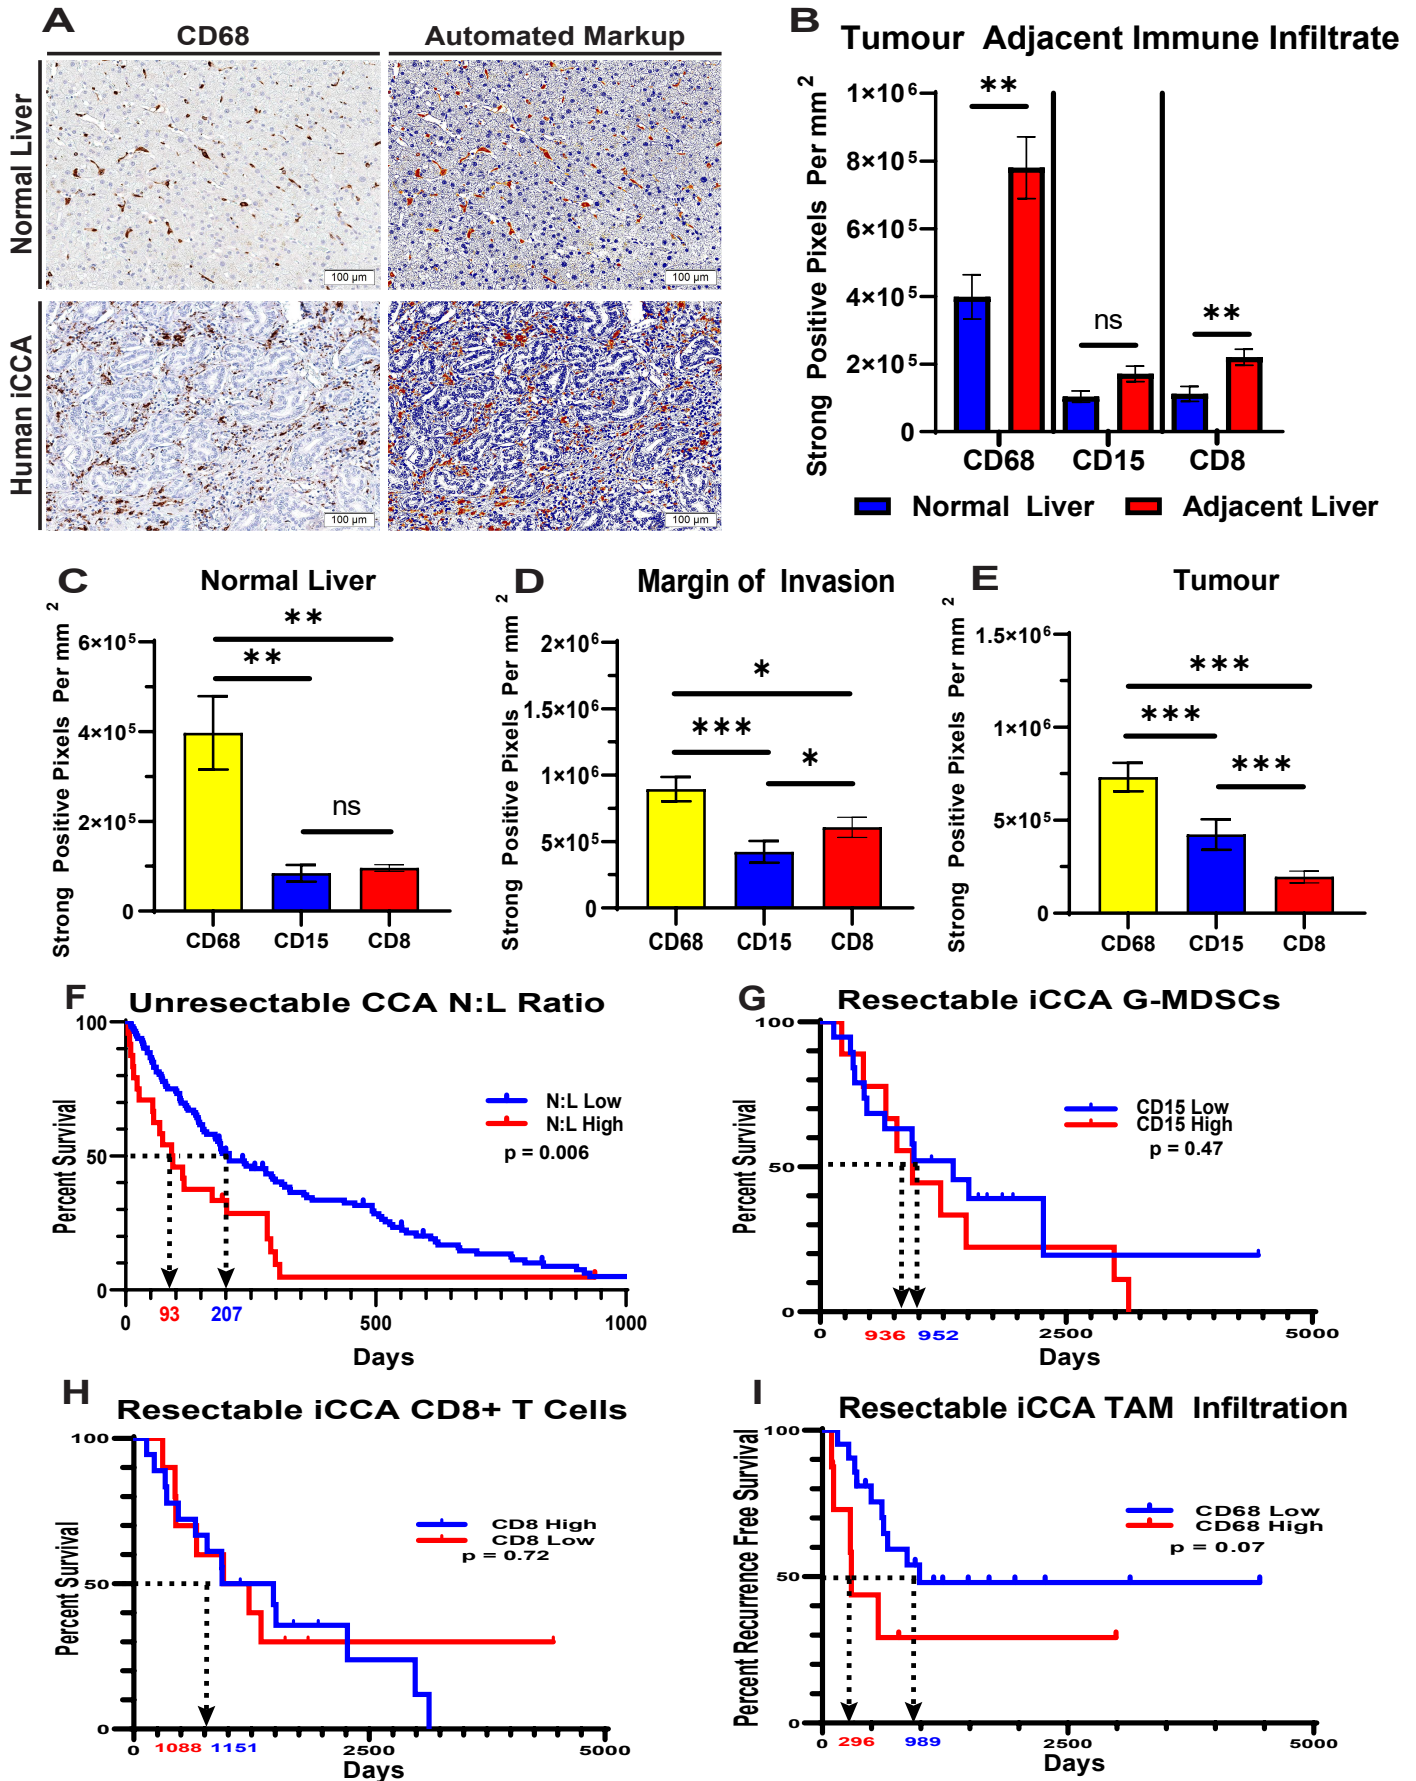 A
CD68
Automated Markup
Normal Liver
Human iCCA
100 µm
100 µm
100 µm
100 µm
B
Tumour Adjacent Immune Infiltrate
Strong Positive Pixels Per mm²
1×10⁶
8×10⁵
6×10⁵
4×10⁵
2×10⁵
0
**
ns
**
CD68 CD15 CD8
Normal Liver Adjacent Liver
C
Normal Liver
Strong Positive Pixels Per mm²
6×10⁵
4×10⁵
2×10⁵
0
**
**
ns
CD68 CD15 CD8
D
Margin of Invasion
Strong Positive Pixels Per mm²
2×10⁶
1.5×10⁶
1×10⁶
5×10⁵
0
*
***
*
CD68 CD15 CD8
E
Tumour
Strong Positive Pixels Per mm²
1.5×10⁶
1×10⁶
5×10⁵
0
***
***
***
CD68 CD15 CD8
F
Unresectable CCA N:L Ratio
Percent Survival
100
50
0
N:L Low
N:L High
p = 0.006
0 93 207 500 1000
Days
G
Resectable iCCA G-MDSCs
Percent Survival
100
50
0
CD15 Low
CD15 High
p = 0.47
0 936 952 2500 5000
Days
H
Resectable iCCA CD8+ T Cells
Percent Survival
100
50
0
CD8 High
CD8 Low
p = 0.72
0 1088 1151 2500 5000
Days
I
Resectable iCCA TAM Infiltration
Percent Recurrence Free Survival
100
50
0
CD68 Low
CD68 High
p = 0.07
0 296 989 2500 5000
Days